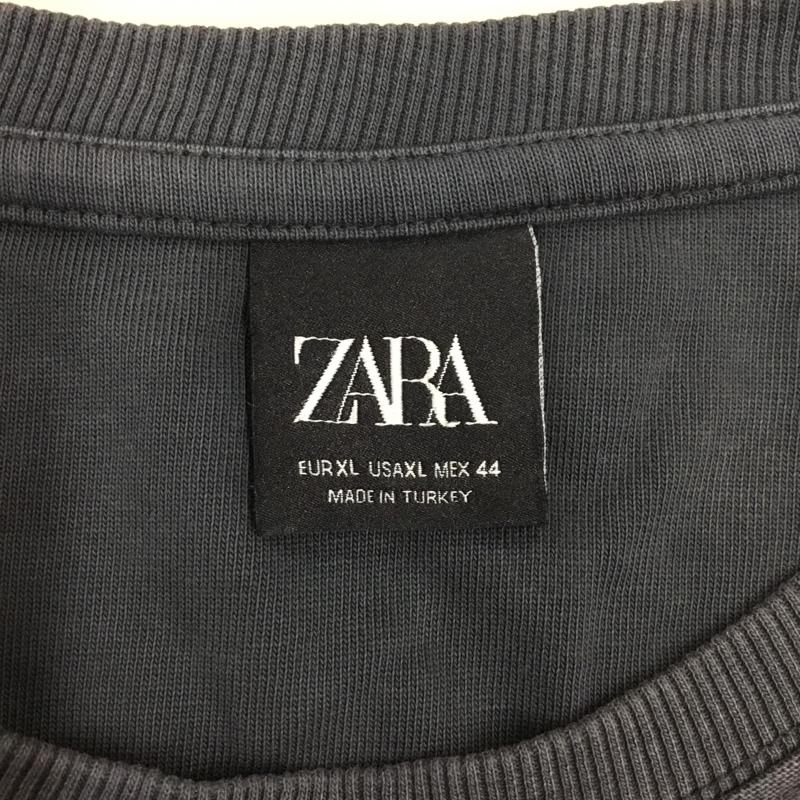 ZARA
EUR XL USA XL MEX 44
MADE IN TURKEY